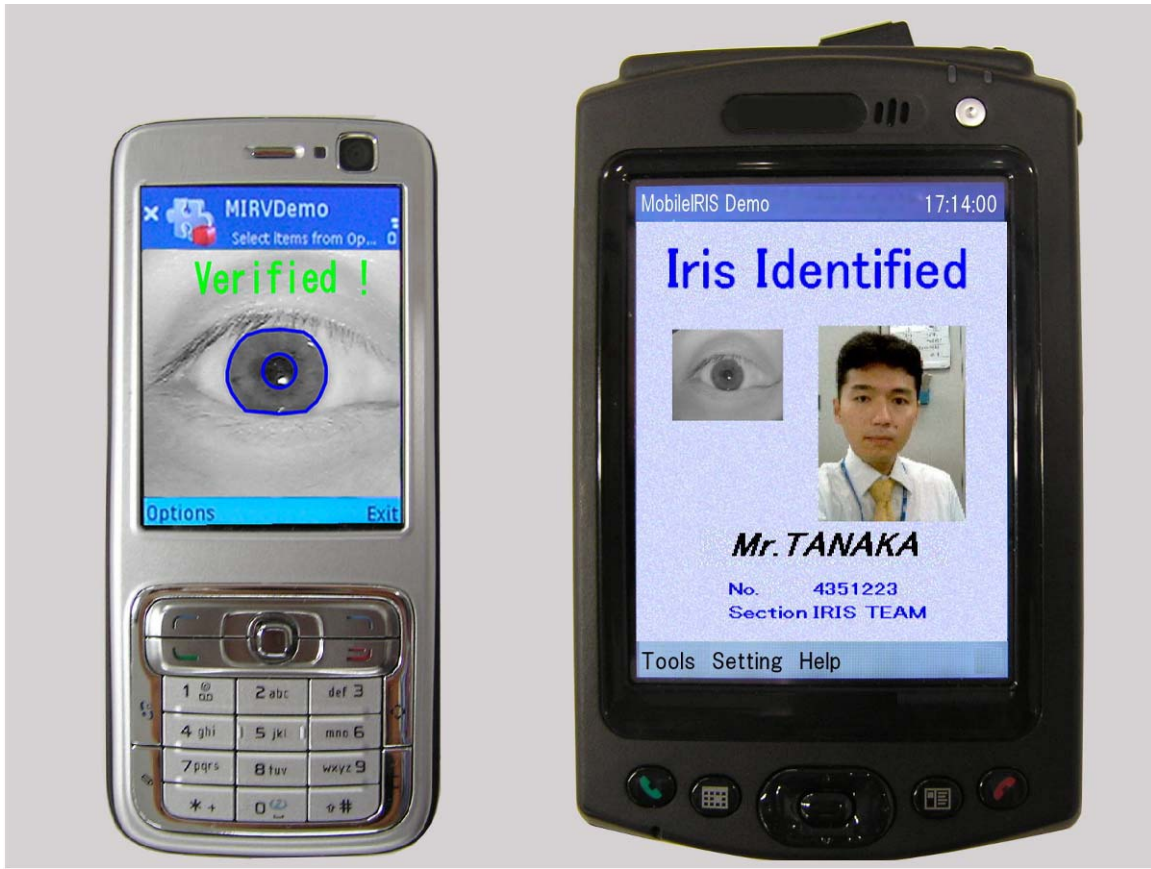 MIRVDemo
Select items from Op...
Verified !
Options
Exit
1
2 abc
def 3
4 ghi
5 jkl
mno 6
7 pqrs
8 tuv
wxyz 9
* +
0
#
MobileIRIS Demo 17:14:00
Iris Identified
Mr.TANAKA
No. 4351223
Section IRIS TEAM
Tools Setting Help